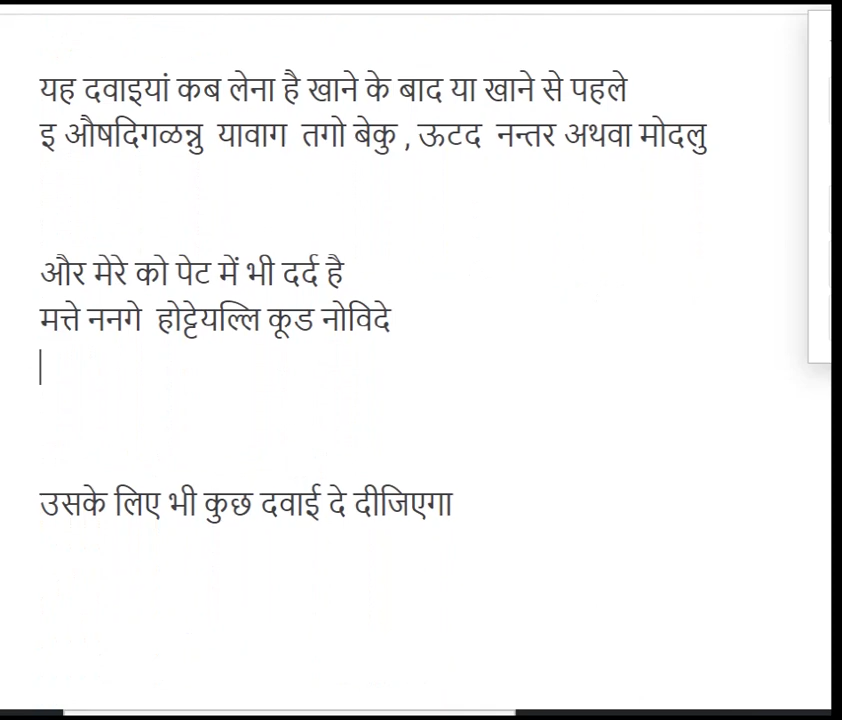 यह दवाइयां कब लेना है खाने के बाद या खाने से पहले
इ औषदिगळन्नु यावाग तगो बेकु , ऊटद नन्तर अथवा मोदलु
और मेरे को पेट में भी दर्द है
मत्ते ननगे होट्टेयल्लि कूड नोविदे
उसके लिए भी कुछ दवाई दे दीजिएगा